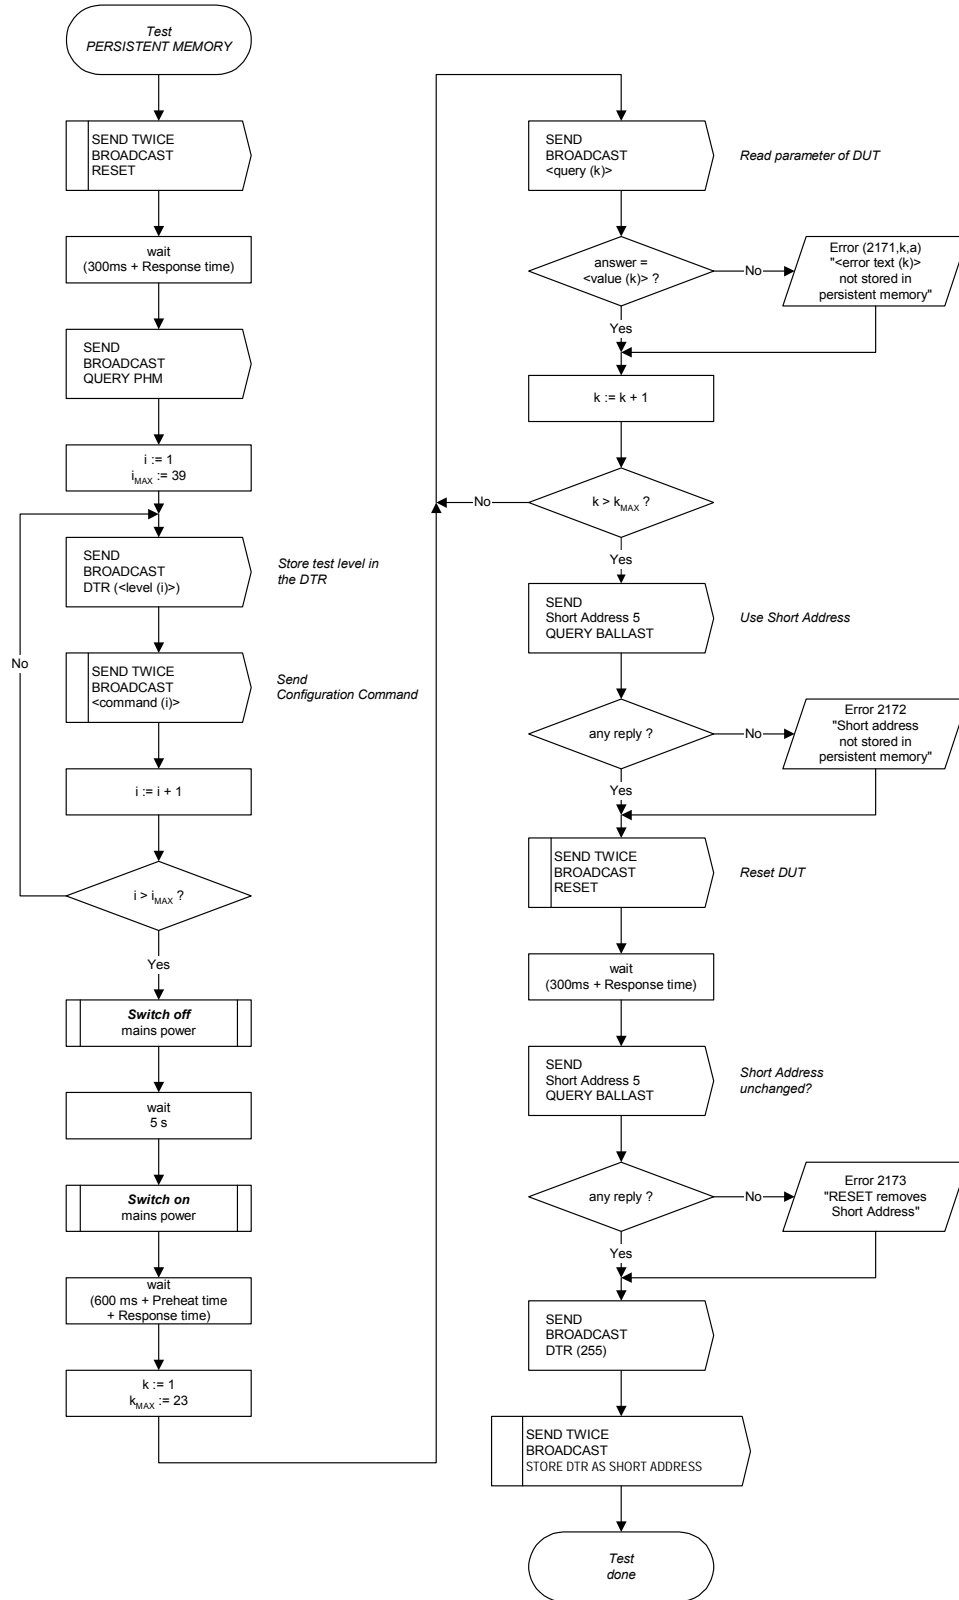 Test
PERSISTENT MEMORY
SEND TWICE
BROADCAST
RESET
wait
(300ms + Response time)
SEND
BROADCAST
QUERY PHM
i := 1
iMAX := 39
SEND
BROADCAST
DTR (<level (i)>)
Store test level in
the DTR
No
SEND TWICE
BROADCAST
<command (i)>
Send
Configuration Command
i := i + 1
i > iMAX ?
Yes
Switch off
mains power
wait
5 s
Switch on
mains power
wait
(600 ms + Preheat time
+ Response time)
k := 1
kMAX := 23
SEND
BROADCAST
<query (k)>
Read parameter of DUT
answer =
<value (k)> ?
No
Error (2171,k,a)
"<error text (k)>
not stored in
persistent memory"
Yes
k := k + 1
No
k > kMAX ?
Yes
SEND
Short Address 5
QUERY BALLAST
Use Short Address
any reply ?
No
Error 2172
"Short address
not stored in
persistent memory"
Yes
SEND TWICE
BROADCAST
RESET
Reset DUT
wait
(300ms + Response time)
SEND
Short Address 5
QUERY BALLAST
Short Address
unchanged?
any reply ?
No
Error 2173
"RESET removes
Short Address"
Yes
SEND
BROADCAST
DTR (255)
SEND TWICE
BROADCAST
STORE DTR AS SHORT ADDRESS
Test
done